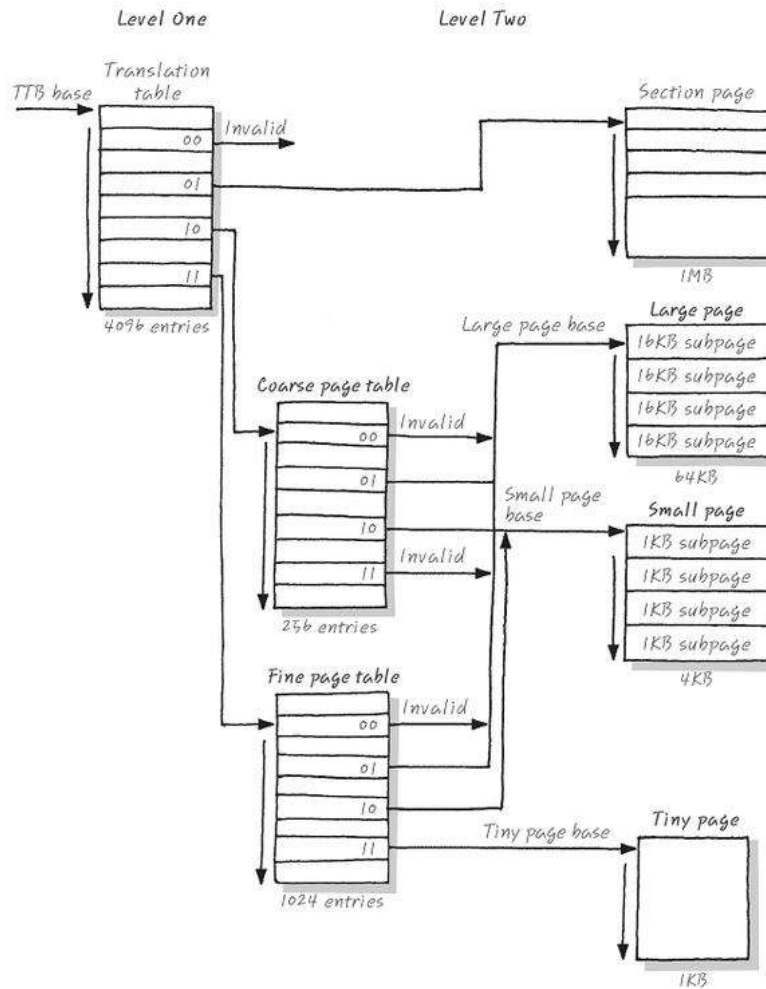 Level One
Level Two
Translation
table
TTB base
00
Invalid
01
10
11
4096 entries
Section page
1MB
Large page base
Large page
16KB subpage
16KB subpage
16KB subpage
16KB subpage
64KB
Coarse page table
00
Invalid
01
10
11
Invalid
256 entries
Small page
base
Small page
1KB subpage
1KB subpage
1KB subpage
1KB subpage
4KB
Fine page table
00
Invalid
01
10
11
1024 entries
Tiny page base
Tiny page
1KB